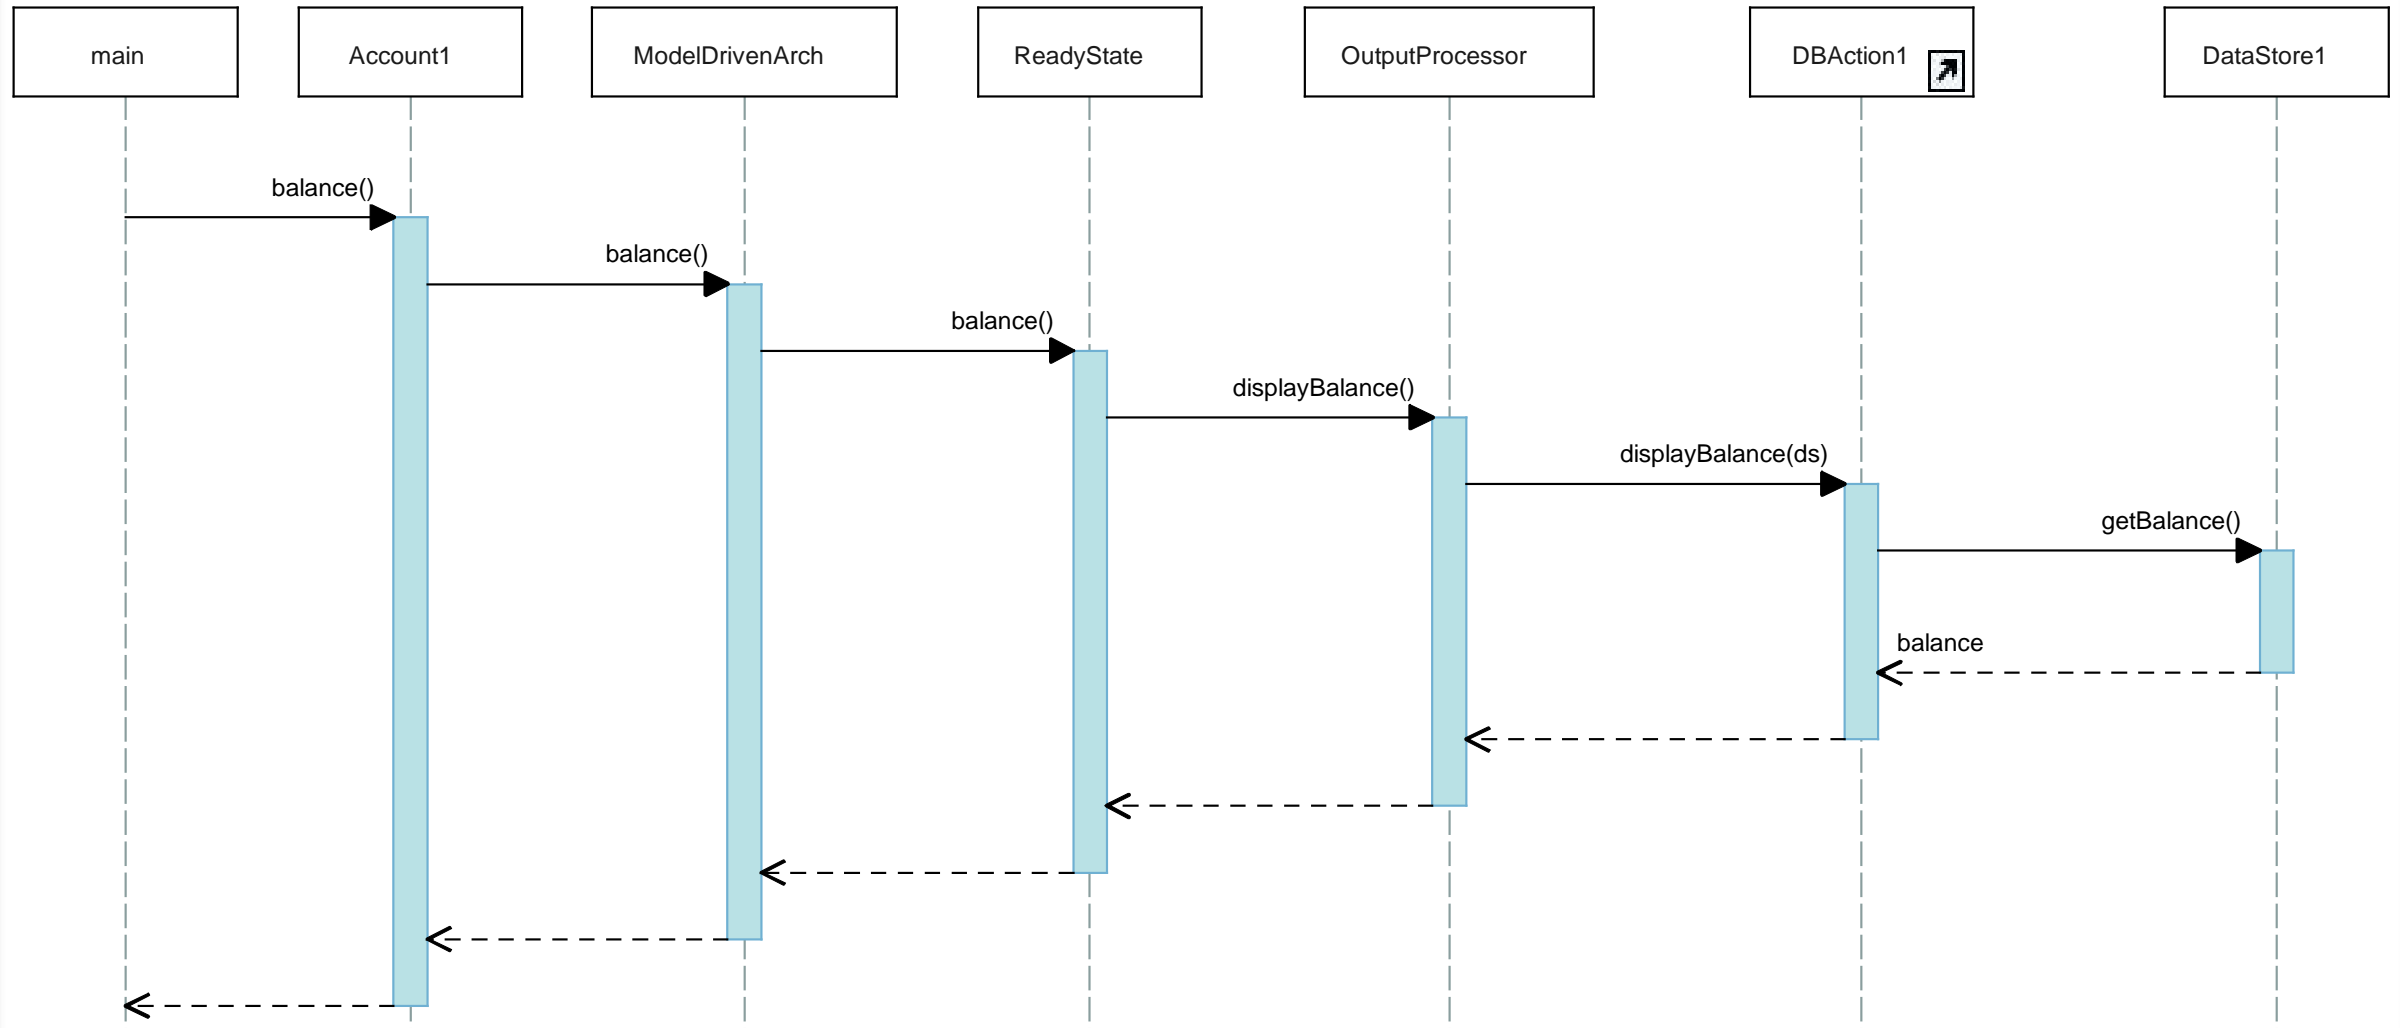 main
Account1
ModelDrivenArch
ReadyState
OutputProcessor
DBAction1
DataStore1
balance()
balance()
balance()
displayBalance()
displayBalance(ds)
getBalance()
balance